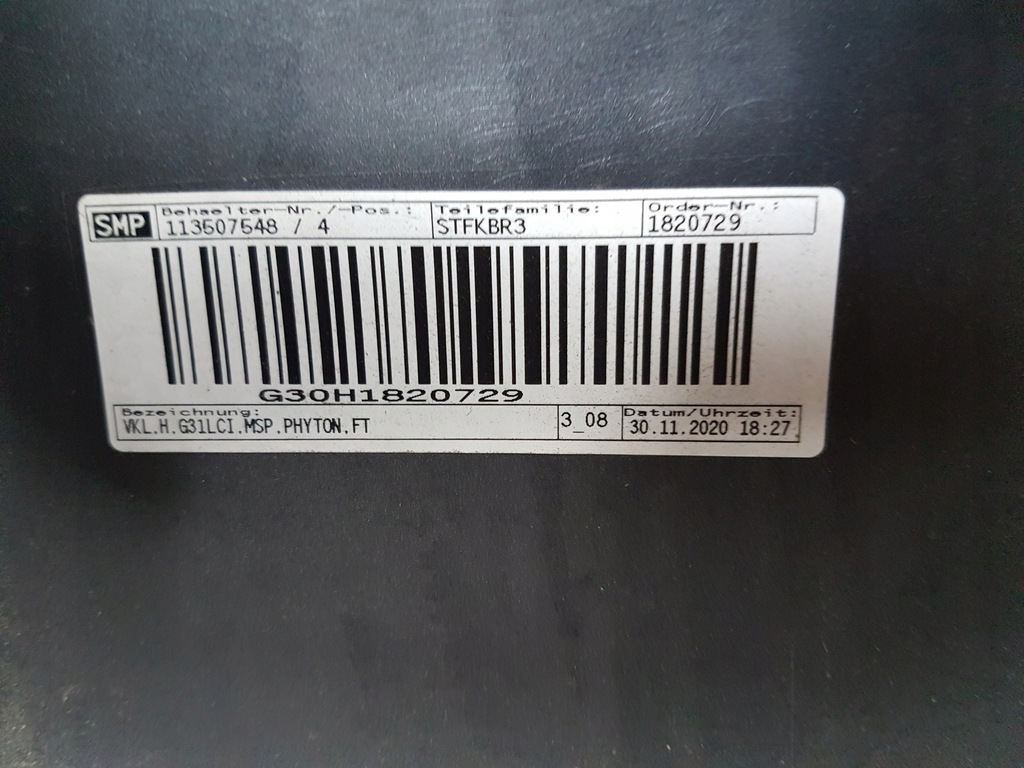 SMP Behaelter-Nr./-Pos.: Teilefamilie: Order-Nr.:
113507548 / 4 STFKBR3 1820729
G30H1820729
Bezeichnung: 3_08 Datum/Uhrzeit:
VKL.H.G31LCI.MSP.PHYTON.FT 30.11.2020 18:27